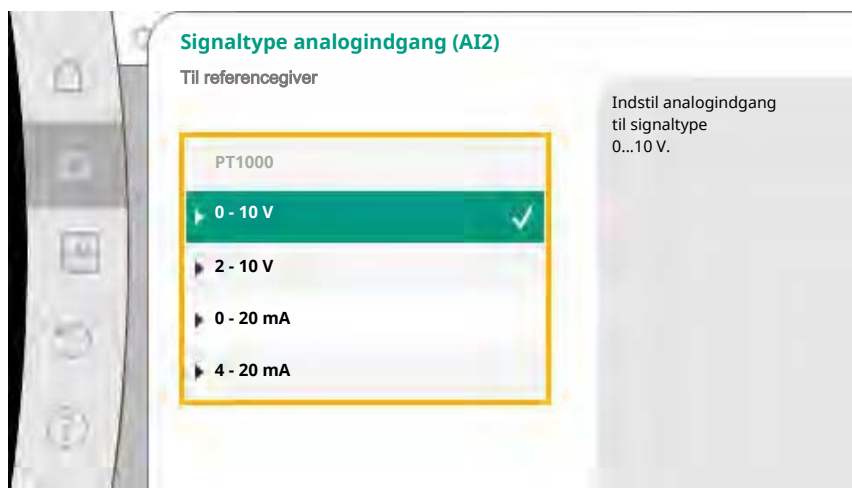 Signaltype analogindgang (AI2)
Til referencegiver
Indstil analogindgang
til signaltype
0...10 V.
PT1000
0 - 10 V
2 - 10 V
0 - 20 mA
4 - 20 mA